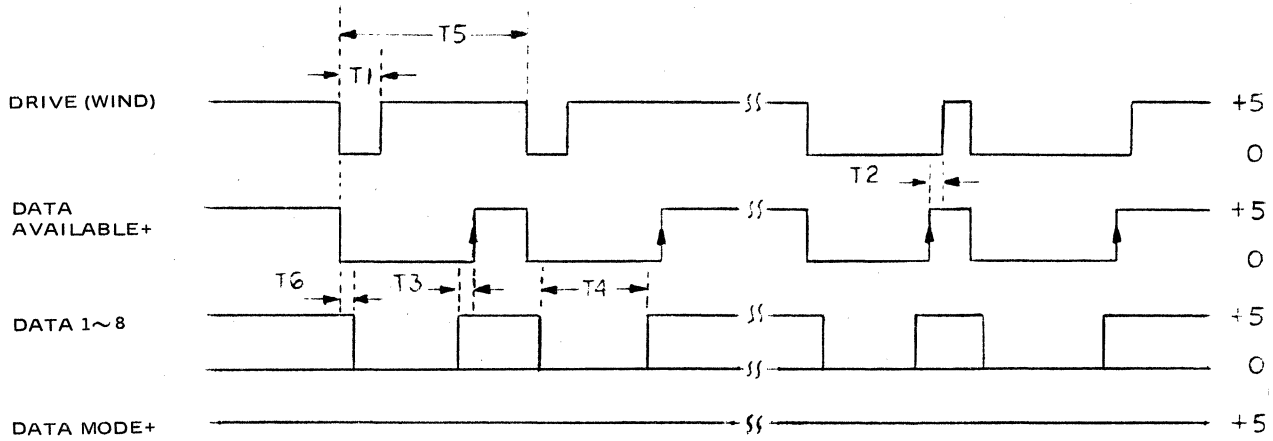 T5
T1
DRIVE (WIND)
+5
0
T2
DATA
AVAILABLE+
+5
0
T6
T3
T4
DATA 1~8
+5
0
DATA MODE+
+5